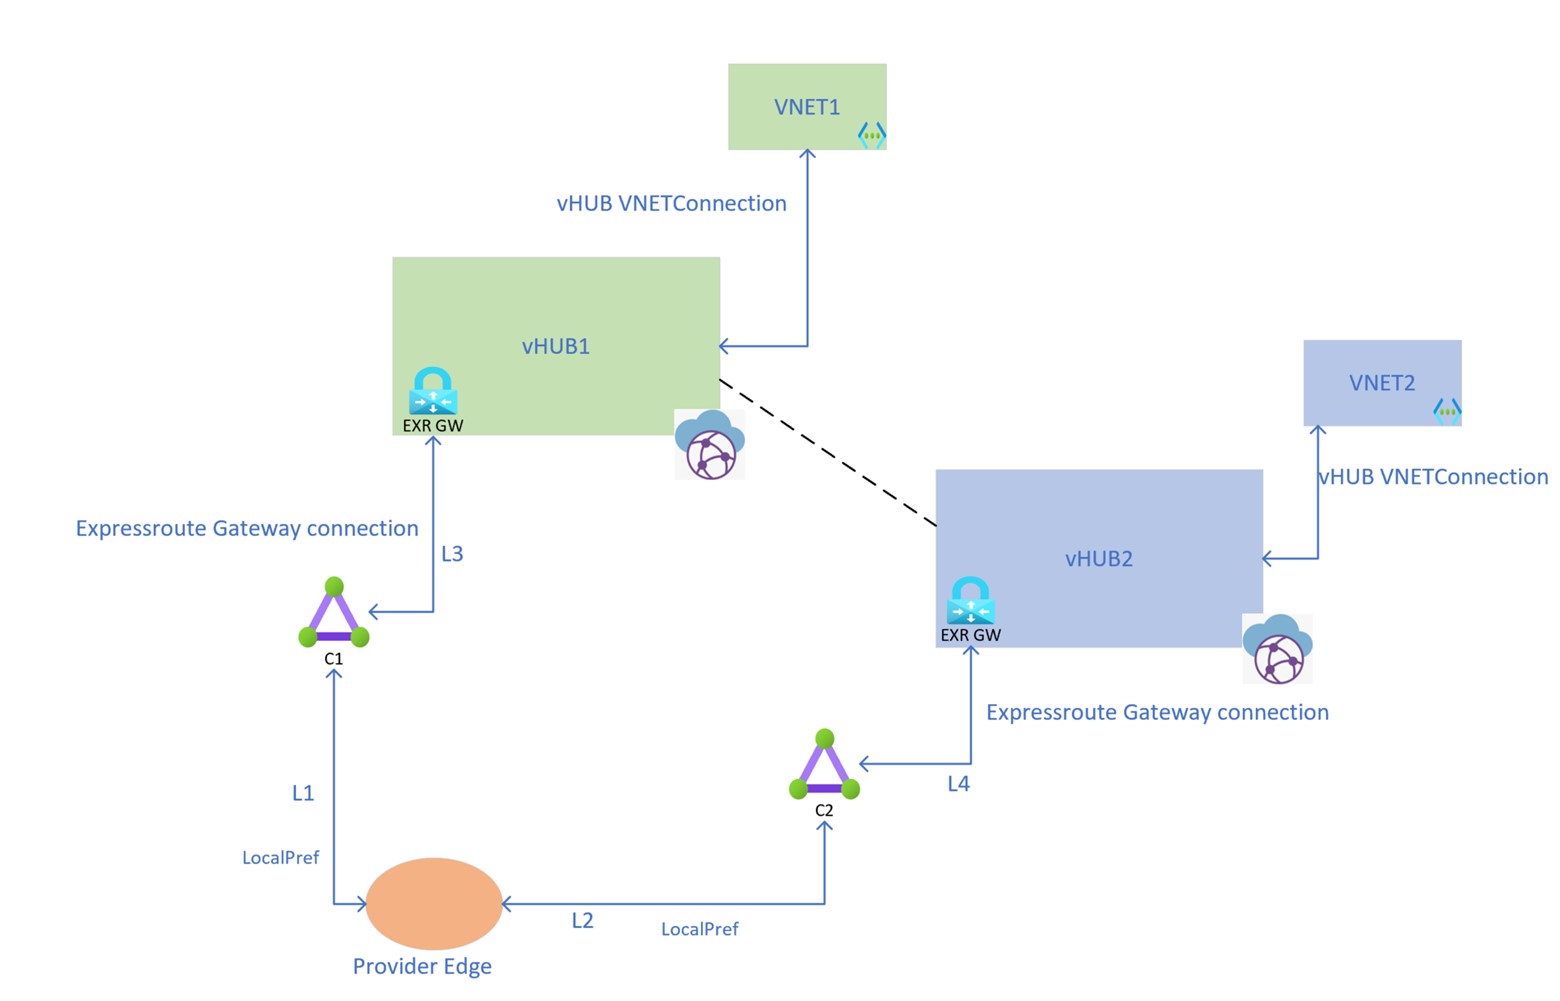 VNET1
vHUB VNETConnection
vHUB1
EXR GW
VNET2
vHUB VNETConnection
vHUB2
EXR GW
Expressroute Gateway connection
L3
C1
Expressroute Gateway connection
L4
C2
L1
LocalPref
L2
LocalPref
Provider Edge